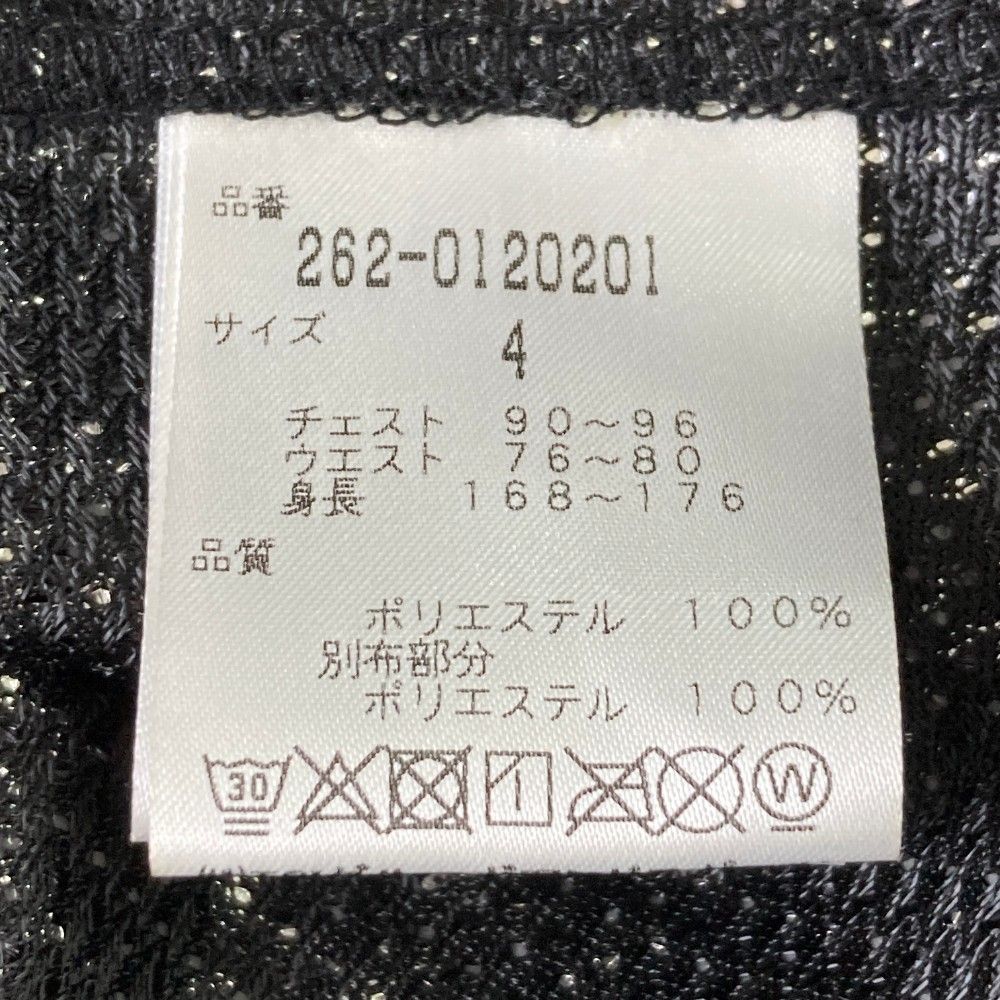 品番
262-0120201
サイズ
4
チェスト 90～96
ウエスト 76～80
身長 168～176
品質
ポリエステル 100%
別布部分
ポリエステル 100%
30 W